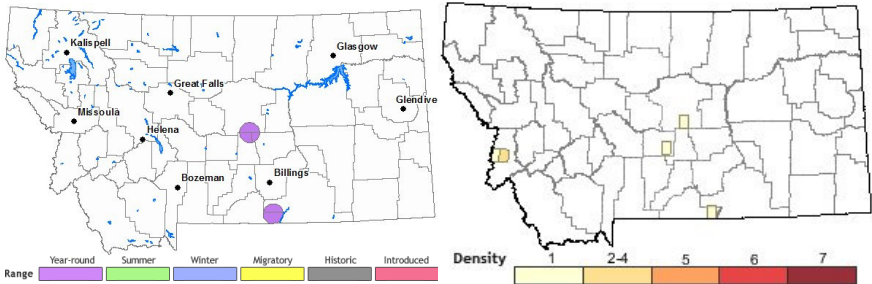 Kalispell
Glasgow
Great Falls
Glendive
Missoula
Helena
Bozeman
Billings
Year-round Summer Winter Migratory Historic Introduced
Range
Density 1 2-4 5 6 7